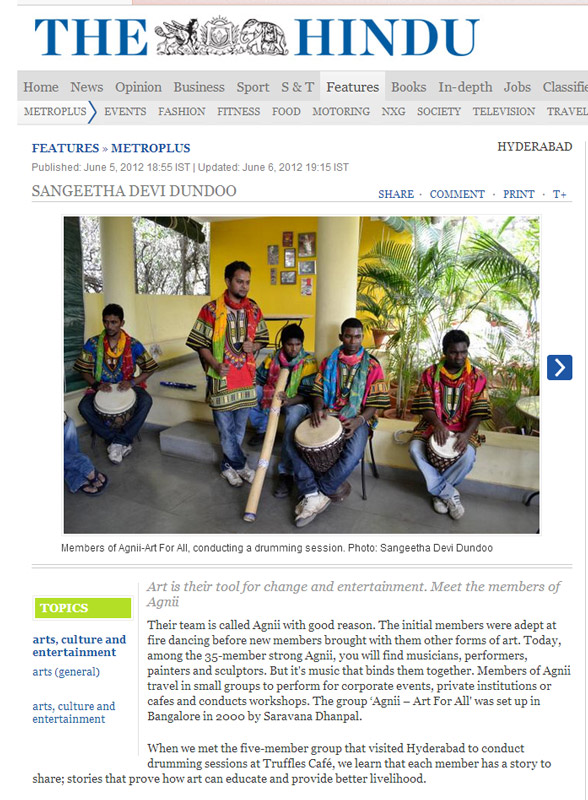 THE HINDU
Home News Opinion Business Sport S & T Features Books In-depth Jobs Classifie
METROPLUS EVENTS FASHION FITNESS FOOD MOTORING NXG SOCIETY TELEVISION TRAVEL
FEATURES » METROPLUS
HYDERABAD
Published: June 5, 2012 18:55 IST | Updated: June 6, 2012 19:15 IST
SANGEETHA DEVI DUNDOO
SHARE · COMMENT · PRINT · T+
Members of Agnii-Art For All, conducting a drumming session. Photo: Sangeetha Devi Dundoo
TOPICS
arts, culture and
entertainment
arts (general)
arts, culture and
entertainment
Art is their tool for change and entertainment. Meet the members of
Agnii
Their team is called Agnii with good reason. The initial members were adept at
fire dancing before new members brought with them other forms of art. Today,
among the 35-member strong Agnii, you will find musicians, performers,
painters and sculptors. But it's music that binds them together. Members of Agnii
travel in small groups to perform for corporate events, private institutions or
cafes and conducts workshops. The group ‘Agnii – Art For All’ was set up in
Bangalore in 2000 by Saravana Dhanpal.
When we met the five-member group that visited Hyderabad to conduct
drumming sessions at Truffles Café, we learn that each member has a story to
share; stories that prove how art can educate and provide better livelihood.